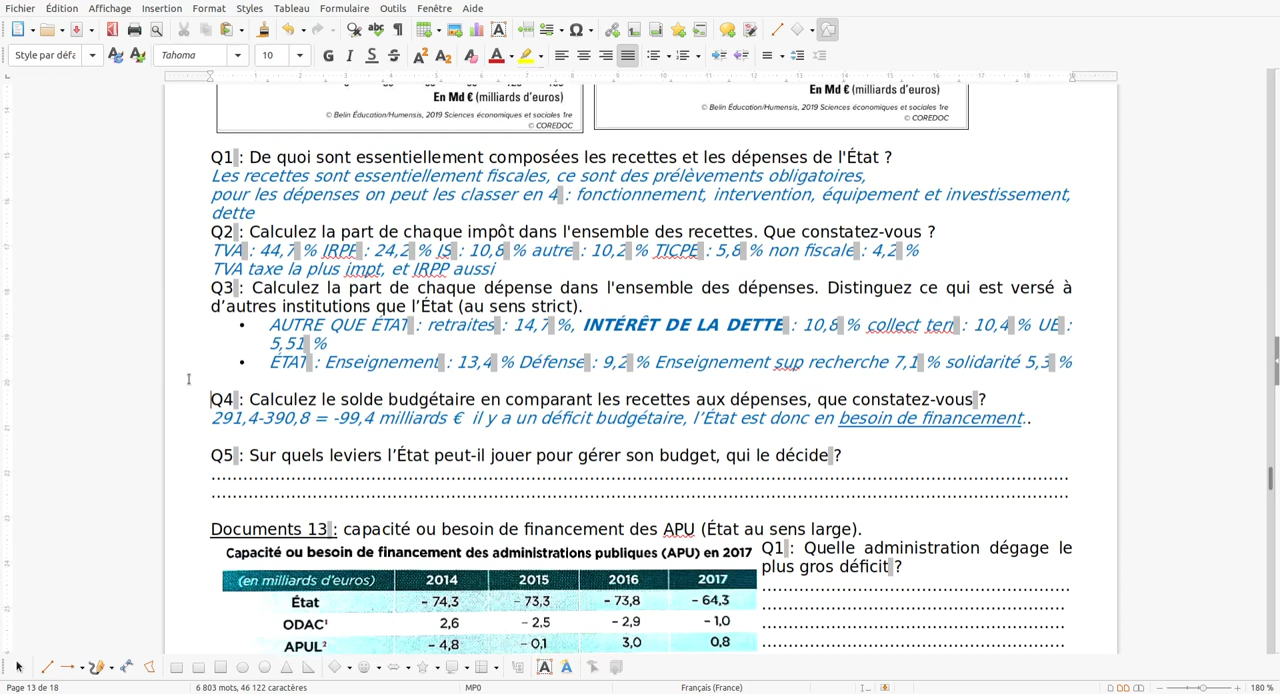 Fichier Édition Affichage Insertion Format Styles Tableau Formulaire Outils Fenêtre Aide
Style par défa Tahoma 10
En Md € (milliards d'euros)
© Belin Éducation/Humensis, 2019 Sciences économiques et sociales 1re
© COREDOC
En Md € (milliards d'euros)
© Belin Éducation/Humensis, 2019 Sciences économiques et sociales 1re
© COREDOC
Q1 : De quoi sont essentiellement composées les recettes et les dépenses de l'État ?
Les recettes sont essentiellement fiscales, ce sont des prélèvements obligatoires,
pour les dépenses on peut les classer en 4 : fonctionnement, intervention, équipement et investissement,
dette
Q2 : Calculez la part de chaque impôt dans l'ensemble des recettes. Que constatez-vous ?
TVA : 44,7 % IRPP : 24,2 % IS : 10,8 % autre : 10,2 % TICPE : 5,8 % non fiscale : 4,2 %
TVA taxe la plus impt, et IRPP aussi
Q3 : Calculez la part de chaque dépense dans l'ensemble des dépenses. Distinguez ce qui est versé à
d’autres institutions que l’État (au sens strict).
• AUTRE QUE ÉTAT : retraites : 14,7 %, INTÉRÊT DE LA DETTE : 10,8 % collect terr : 10,4 % UE :
5,51 %
• ÉTAT : Enseignement : 13,4 % Défense : 9,2 % Enseignement sup recherche 7,1 % solidarité 5,3 %
Q4 : Calculez le solde budgétaire en comparant les recettes aux dépenses, que constatez-vous ?
291,4-390,8 = -99,4 milliards € il y a un déficit budgétaire, l’État est donc en besoin de financement..
Q5 : Sur quels leviers l’État peut-il jouer pour gérer son budget, qui le décide ?
Documents 13 : capacité ou besoin de financement des APU (État au sens large).
Capacité ou besoin de financement des administrations publiques (APU) en 2017
(en milliards d'euros) 2014 2015 2016 2017
État – 74,3 – 73,3 – 73,8 – 64,3
ODAC¹ 2,6 – 2,5 – 2,9 – 1,0
APUL² – 4,8 – 0,1 3,0 0,8
Q1 : Quelle administration dégage le
plus gros déficit ?
Page 13 de 18 6 803 mots, 46 122 caractères MP0 Français (France) 180 %